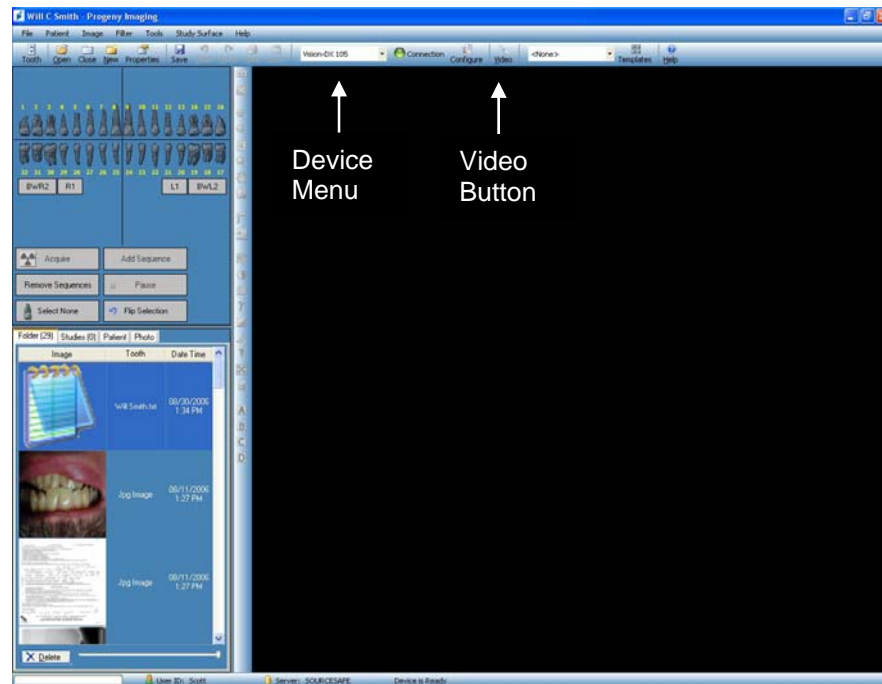 Will C Smith - Progeny Imaging
File Patient Image Filter Tools Study Surface Help
Tooth Open Close New Properties Save Vision-DX 105 Connection Configure Video <None> Templates Help
Device Menu
Video Button
1 2 3 4 5 6 7 8 9 10 11 12 13 14 15 16
32 31 30 29 28 27 26 25 24 23 22 21 20 19 18 17
BWR2 R1 L1 BWL2
Acquire Add Sequence
Remove Sequences Pause
Select None Flip Selection
Folder (29) Studies (0) Patient Photo
Image Tooth Date Time
Will Smith.txt 08/30/2006 1:34 PM
Jpg Image 08/11/2006 1:27 PM
Jpg Image 08/11/2006 1:27 PM
A
B
C
D
Delete
User ID: Scott Server: SOURCESAFE Device is Ready